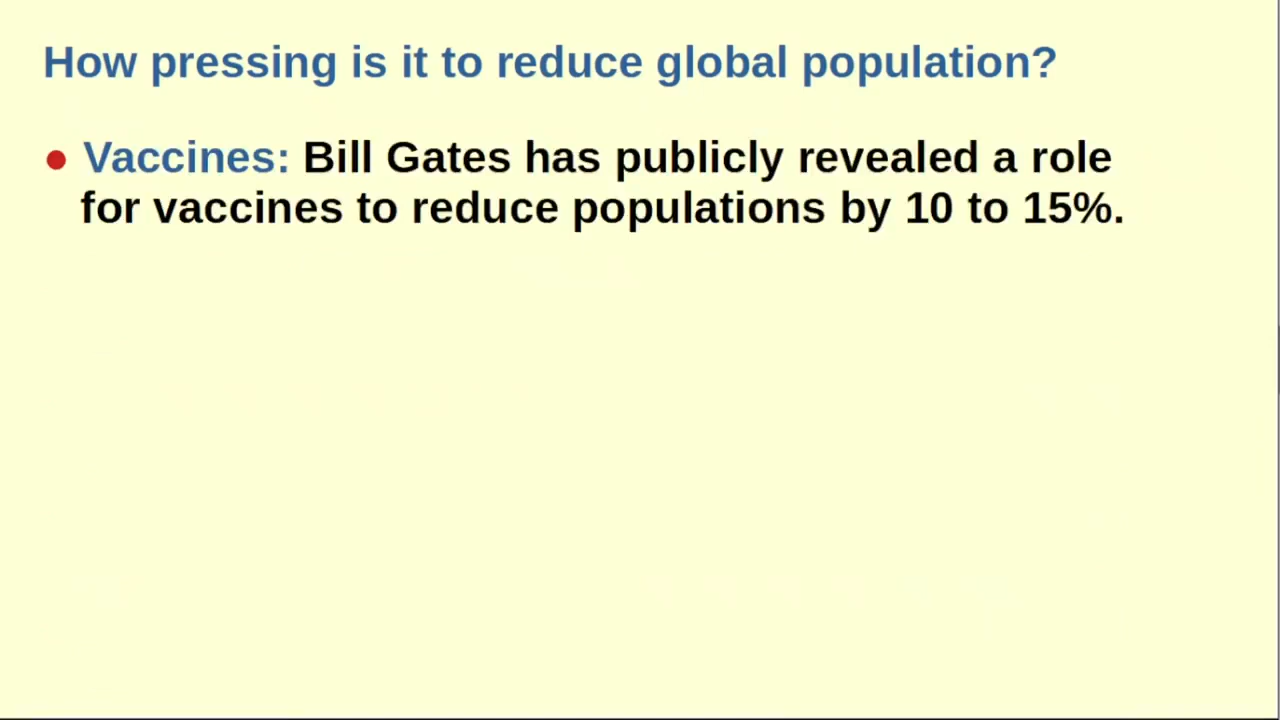 How pressing is it to reduce global population?
• Vaccines: Bill Gates has publicly revealed a role
for vaccines to reduce populations by 10 to 15%.